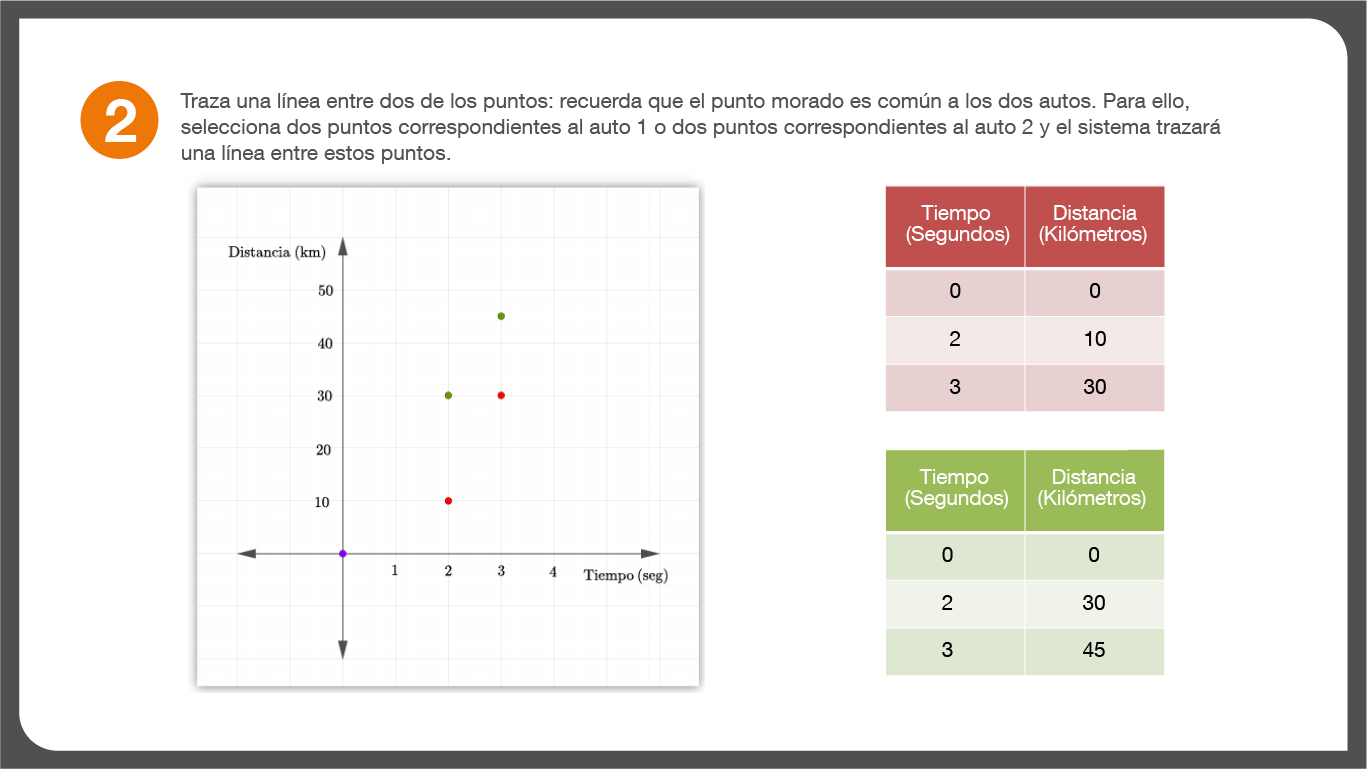 2
Traza una línea entre dos de los puntos: recuerda que el punto morado es común a los dos autos. Para ello,
selecciona dos puntos correspondientes al auto 1 o dos puntos correspondientes al auto 2 y el sistema trazará
una línea entre estos puntos.
Distancia (km)
50
40
30
20
10
1 2 3 4 Tiempo (seg)
Tiempo Distancia
(Segundos) (Kilómetros)
0 0
2 10
3 30
Tiempo Distancia
(Segundos) (Kilómetros)
0 0
2 30
3 45